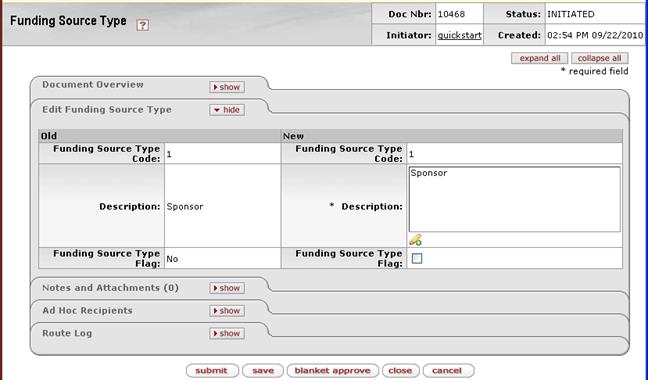 Funding Source Type ?
Doc Nbr: 10468 Status: INITIATED
Initiator: quickstart Created: 02:54 PM 09/22/2010
expand all collapse all
* required field
Document Overview show
Edit Funding Source Type hide
Old New
Funding Source Type Code: 1 Funding Source Type Code: 1
Description: Sponsor * Description: Sponsor
Funding Source Type Flag: No Funding Source Type Flag:
Notes and Attachments (0) show
Ad Hoc Recipients show
Route Log show
submit save blanket approve close cancel